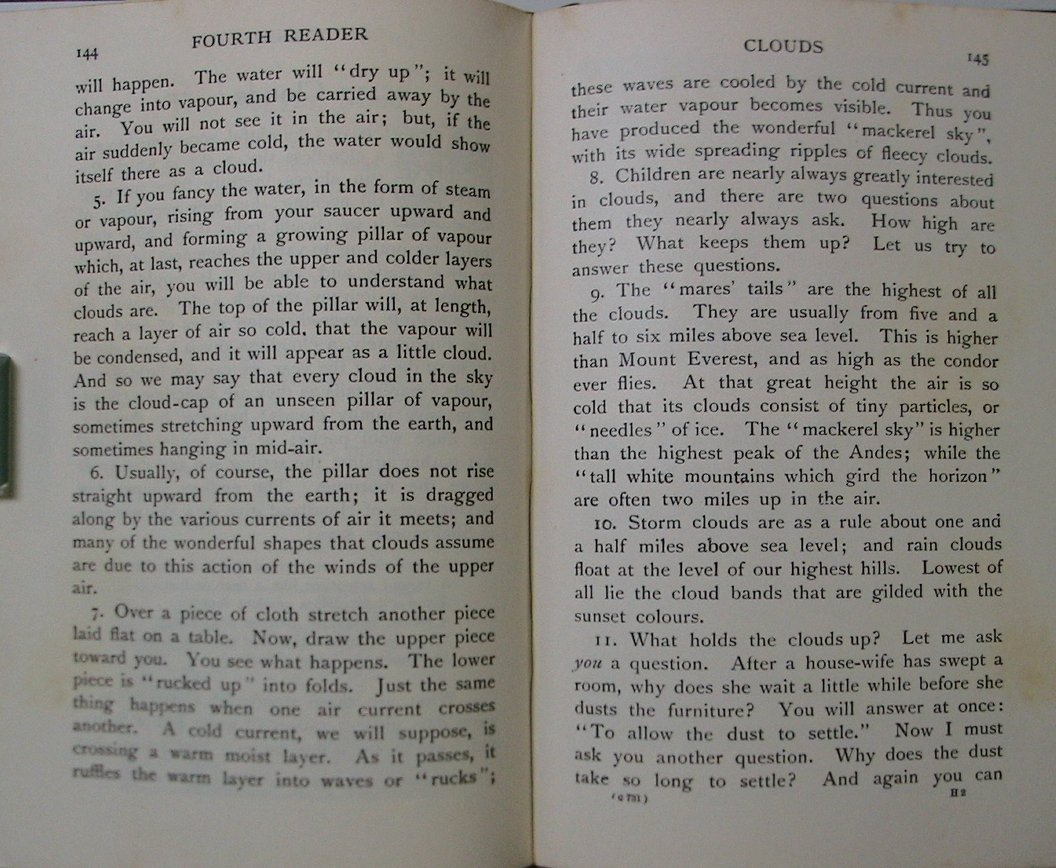 144
FOURTH READER
will happen. The water will "dry up"; it will
change into vapour, and be carried away by the
air. You will not see it in the air; but, if the
air suddenly became cold, the water would show
itself there as a cloud.
5. If you fancy the water, in the form of steam
or vapour, rising from your saucer upward and
upward, and forming a growing pillar of vapour
which, at last, reaches the upper and colder layers
of the air, you will be able to understand what
clouds are. The top of the pillar will, at length,
reach a layer of air so cold. that the vapour will
be condensed, and it will appear as a little cloud.
And so we may say that every cloud in the sky
is the cloud-cap of an unseen pillar of vapour,
sometimes stretching upward from the earth, and
sometimes hanging in mid-air.
6. Usually, of course, the pillar does not rise
straight upward from the earth; it is dragged
along by the various currents of air it meets; and
many of the wonderful shapes that clouds assume
are due to this action of the winds of the upper
air.
7. Over a piece of cloth stretch another piece
laid flat on a table. Now, draw the upper piece
toward you. You see what happens. The lower
piece is "rucked up" into folds. Just the same
thing happens when one air current crosses
another. A cold current, we will suppose, is
crossing a warm moist layer. As it passes, it
ruffles the warm layer into waves or "rucks";
CLOUDS
145
these waves are cooled by the cold current and
their water vapour becomes visible. Thus you
have produced the wonderful "mackerel sky",
with its wide spreading ripples of fleecy clouds.
8. Children are nearly always greatly interested
in clouds, and there are two questions about
them they nearly always ask. How high are
they? What keeps them up? Let us try to
answer these questions.
9. The "mares' tails" are the highest of all
the clouds. They are usually from five and a
half to six miles above sea level. This is higher
than Mount Everest, and as high as the condor
ever flies. At that great height the air is so
cold that its clouds consist of tiny particles, or
"needles" of ice. The "mackerel sky" is higher
than the highest peak of the Andes; while the
"tall white mountains which gird the horizon"
are often two miles up in the air.
10. Storm clouds are as a rule about one and
a half miles above sea level; and rain clouds
float at the level of our highest hills. Lowest of
all lie the cloud bands that are gilded with the
sunset colours.
11. What holds the clouds up? Let me ask
you a question. After a house-wife has swept a
room, why does she wait a little while before she
dusts the furniture? You will answer at once:
"To allow the dust to settle." Now I must
ask you another question. Why does the dust
take so long to settle? And again you can
H2